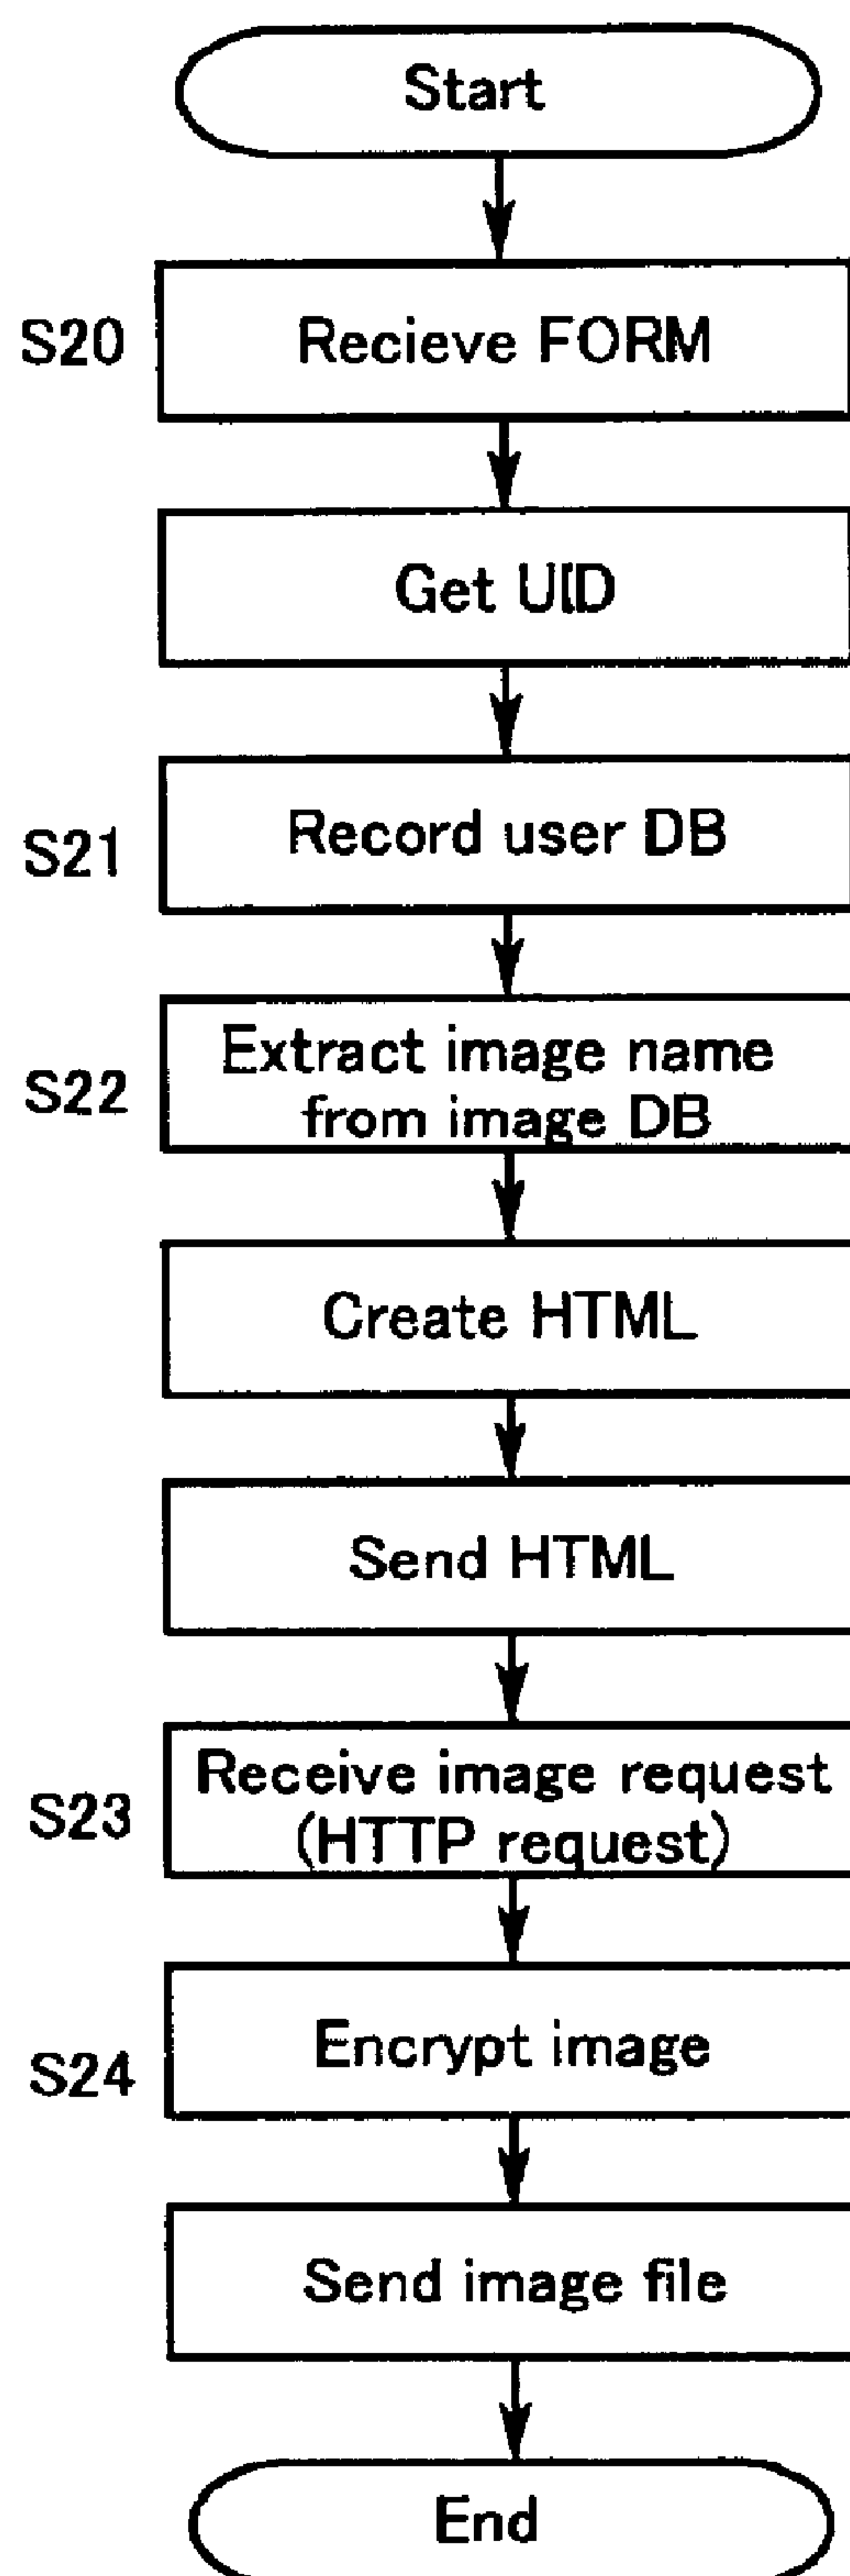 Start
S20
Recieve FORM
Get UID
S21
Record user DB
S22
Extract image name
from image DB
Create HTML
Send HTML
S23
Receive image request
(HTTP request)
S24
Encrypt image
Send image file
End